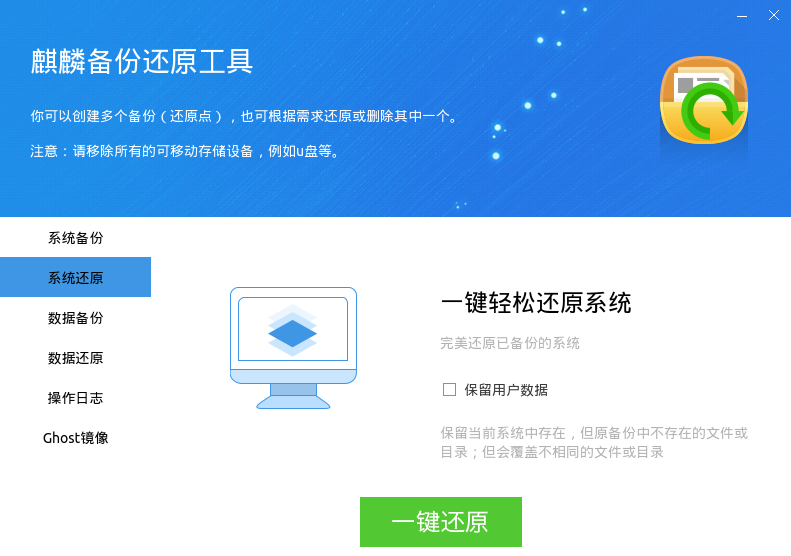 麒麟备份还原工具
你可以创建多个备份（还原点），也可根据需求还原或删除其中一个。
注意：请移除所有的可移动存储设备，例如u盘等。
系统备份
系统还原
数据备份
数据还原
操作日志
Ghost镜像
一键轻松还原系统
完美还原已备份的系统
保留用户数据
保留当前系统中存在，但原备份中不存在的文件或
目录；但会覆盖不相同的文件或目录
一键还原